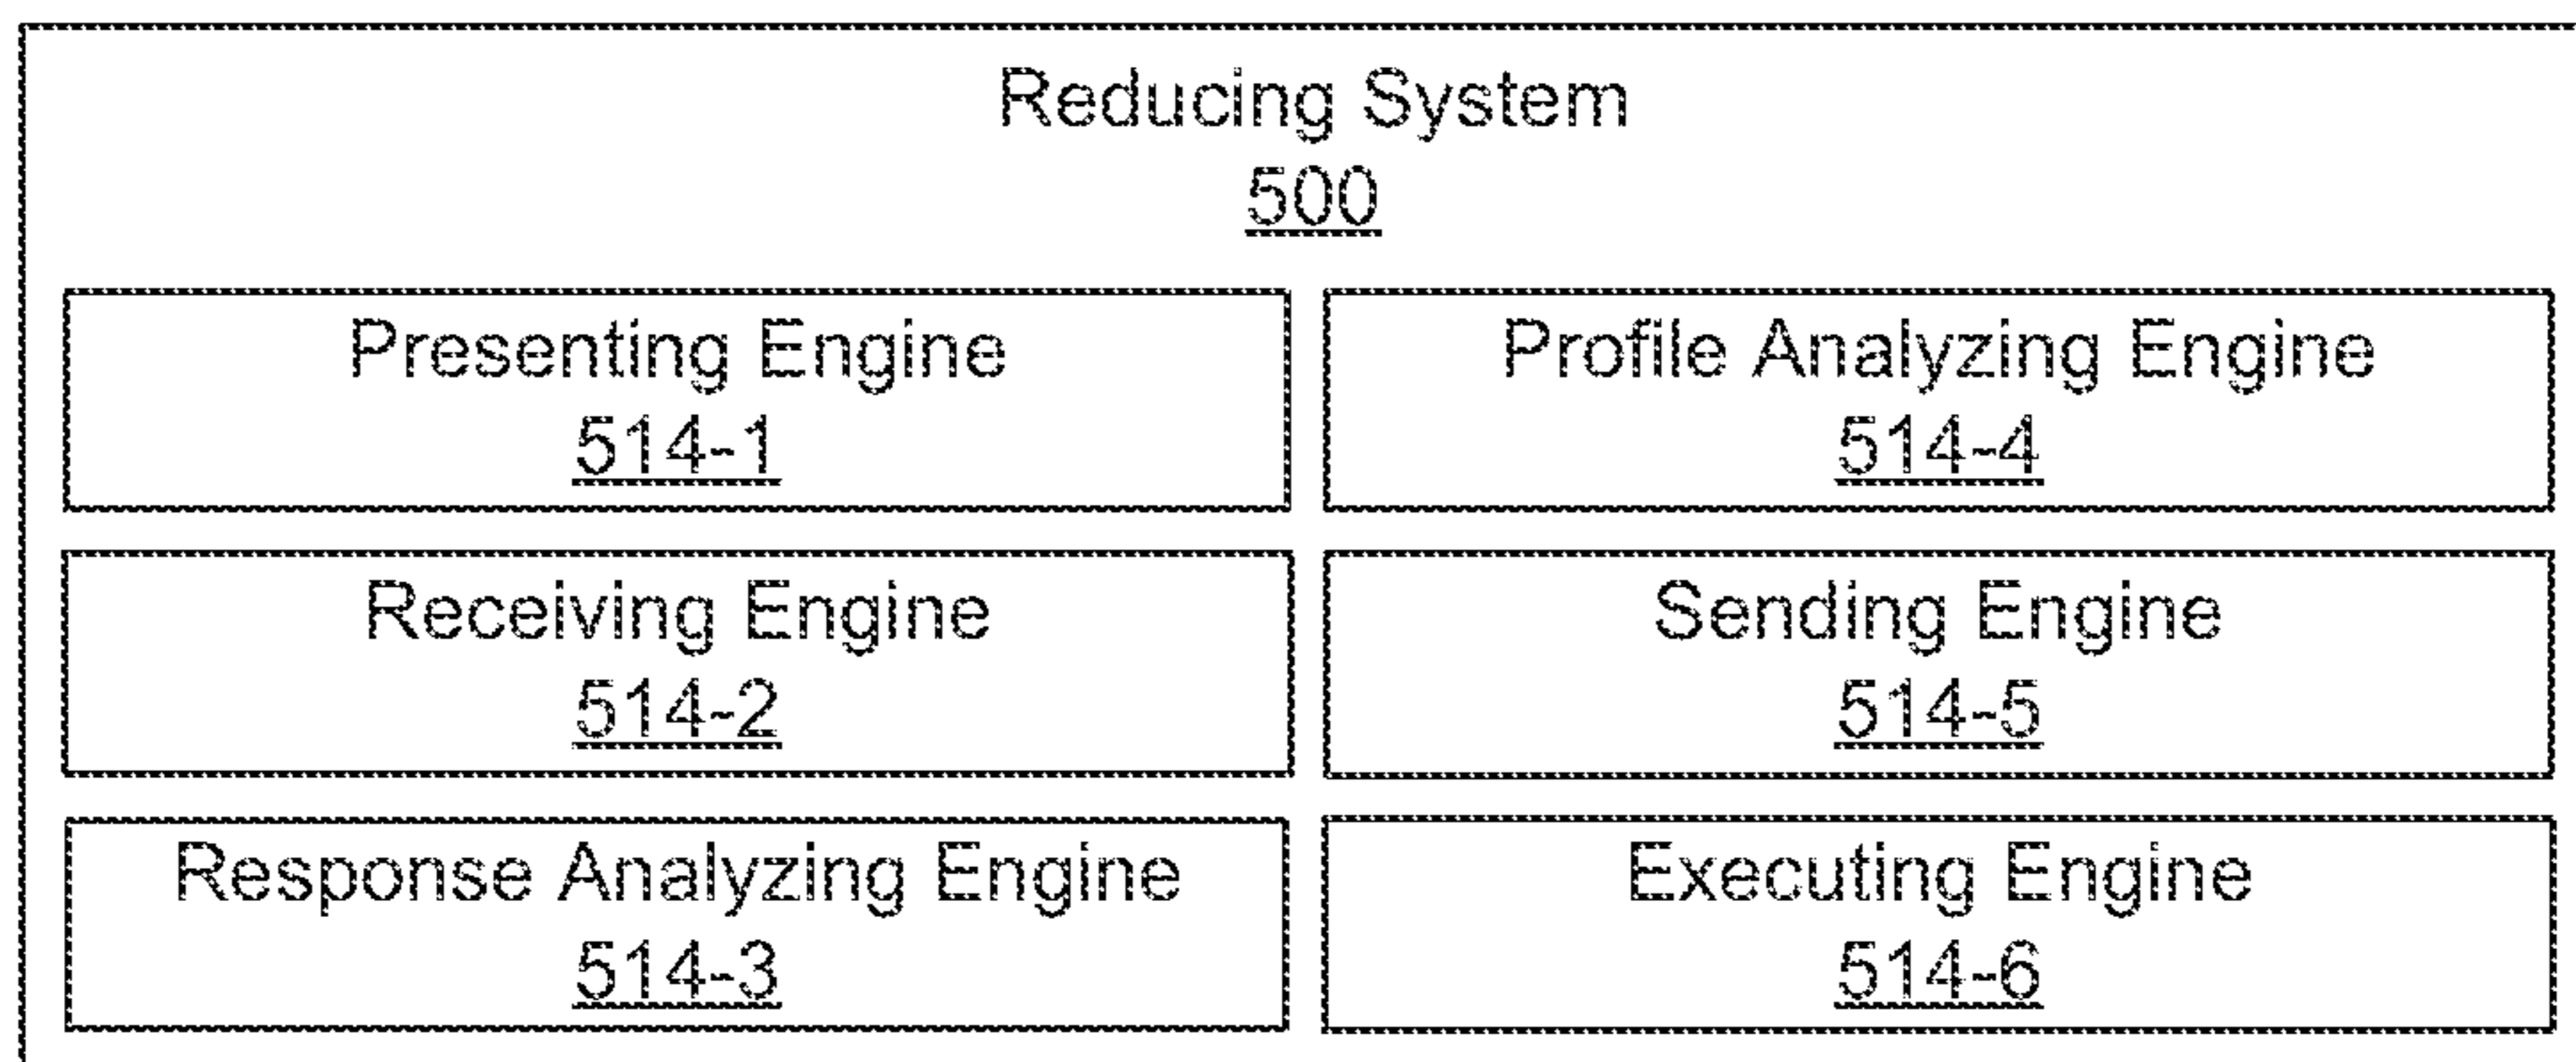 Reducing System
500
Presenting Engine
514-1
Profile Analyzing Engine
514-4
Receiving Engine
514-2
Sending Engine
514-5
Response Analyzing Engine
514-3
Executing Engine
514-6